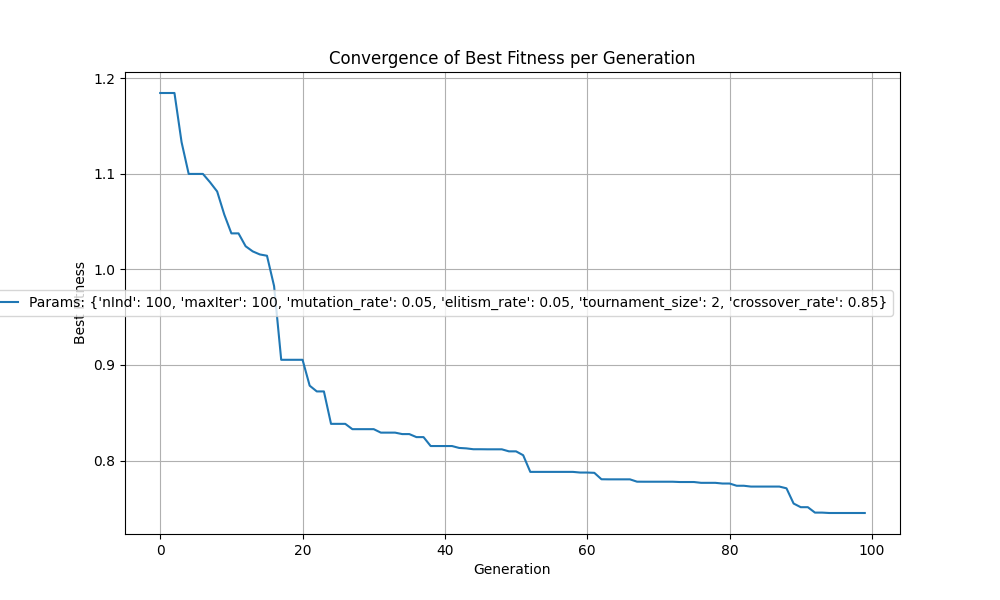 Convergence of Best Fitness per Generation
1.2
1.1
1.0
0.9
0.8
Best Fitness
Params: {'nInd': 100, 'maxIter': 100, 'mutation_rate': 0.05, 'elitism_rate': 0.05, 'tournament_size': 2, 'crossover_rate': 0.85}
0 20 40 60 80 100
Generation